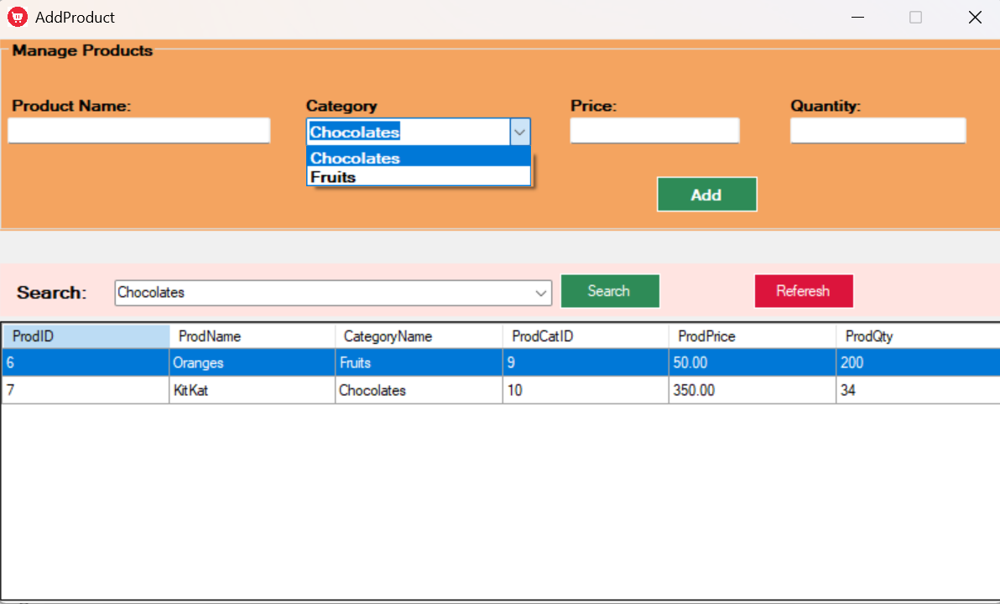 AddProduct
Manage Products
Product Name: Category Price: Quantity:
Chocolates
Chocolates
Fruits
Add
Search: Chocolates Search Referesh
ProdID ProdName CategoryName ProdCatID ProdPrice ProdQty
6 Oranges Fruits 9 50.00 200
7 KitKat Chocolates 10 350.00 34